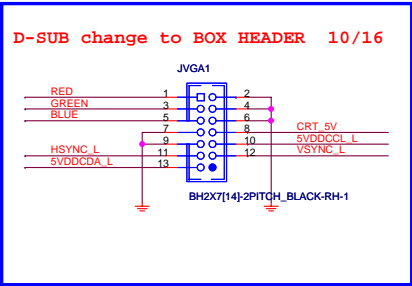 D-SUB change to BOX HEADER 10/16
JVGA1
RED 1 2
GREEN 3 4
BLUE 5 6
7 8 CRT_5V
9 10 5VDDCCL_L
HSYNC_L 11 12 VSYNC_L
5VDDCDA_L 13
BH2X7[14]-2PITCH_BLACK-RH-1